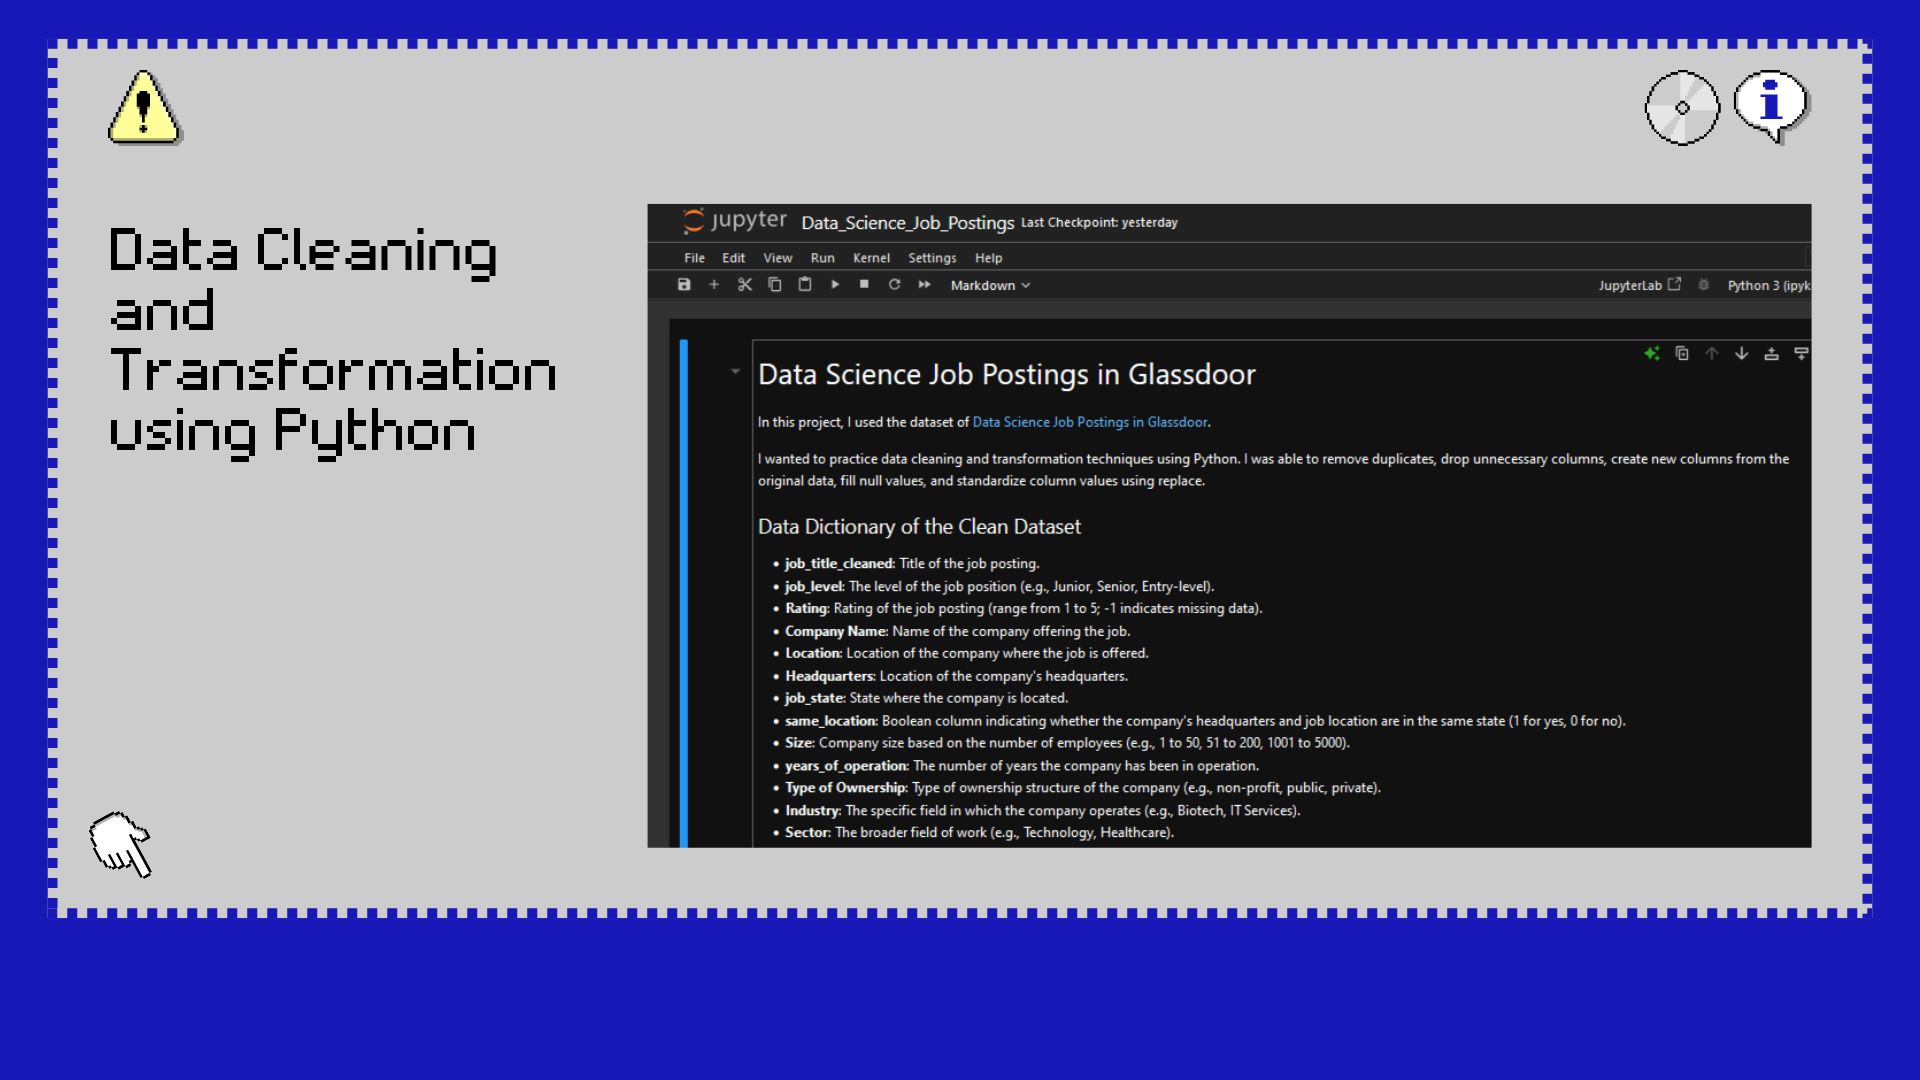 Data Cleaning
and
Transformation
using Python
jupyter Data_Science_Job_Postings Last Checkpoint: yesterday
File Edit View Run Kernel Settings Help
Markdown JupyterLab Python 3 (ipyk
Data Science Job Postings in Glassdoor
In this project, I used the dataset of Data Science Job Postings in Glassdoor.
I wanted to practice data cleaning and transformation techniques using Python. I was able to remove duplicates, drop unnecessary columns, create new columns from the
original data, fill null values, and standardize column values using replace.
Data Dictionary of the Clean Dataset
• job_title_cleaned: Title of the job posting.
• job_level: The level of the job position (e.g., Junior, Senior, Entry-level).
• Rating: Rating of the job posting (range from 1 to 5; -1 indicates missing data).
• Company Name: Name of the company offering the job.
• Location: Location of the company where the job is offered.
• Headquarters: Location of the company's headquarters.
• job_state: State where the company is located.
• same_location: Boolean column indicating whether the company's headquarters and job location are in the same state (1 for yes, 0 for no).
• Size: Company size based on the number of employees (e.g., 1 to 50, 51 to 200, 1001 to 5000).
• years_of_operation: The number of years the company has been in operation.
• Type of Ownership: Type of ownership structure of the company (e.g., non-profit, public, private).
• Industry: The specific field in which the company operates (e.g., Biotech, IT Services).
• Sector: The broader field of work (e.g., Technology, Healthcare).